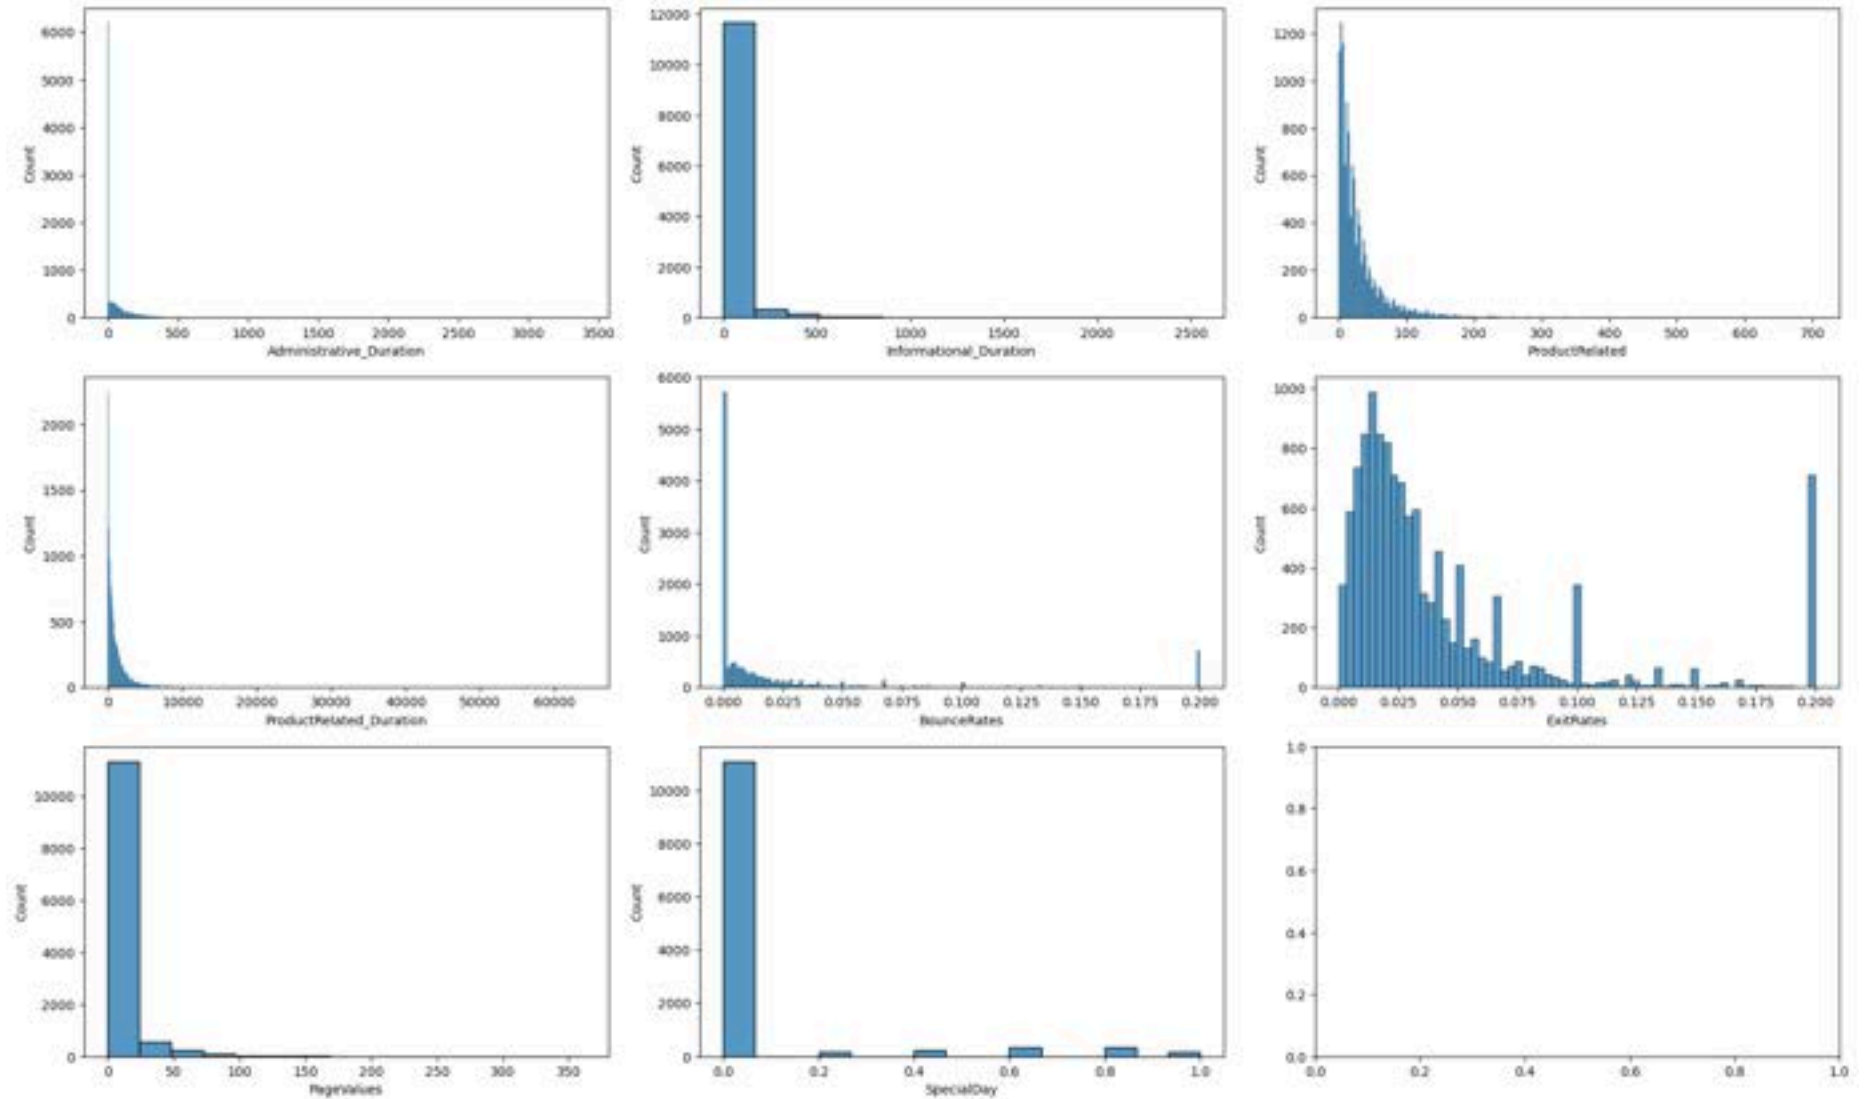 6000
5000
4000
3000
2000
1000
0
Count
0 500 1000 1500 2000 2500 3000 3500
Administrative_Duration
12000
10000
8000
6000
4000
2000
0
Count
0 500 1000 1500 2000 2500
Informational_Duration
1200
1000
800
600
400
200
0
Count
0 100 200 300 400 500 600 700
ProductRelated
2000
1500
1000
500
0
Count
0 10000 20000 30000 40000 50000 60000
ProductRelated_Duration
6000
5000
4000
3000
2000
1000
0
Count
0.000 0.025 0.050 0.075 0.100 0.125 0.150 0.175 0.200
BounceRates
1000
800
600
400
200
0
Count
0.000 0.025 0.050 0.075 0.100 0.125 0.150 0.175 0.200
ExitRates
10000
8000
6000
4000
2000
0
Count
0 50 100 150 200 250 300 350
PageValues
10000
8000
6000
4000
2000
0
Count
0.0 0.2 0.4 0.6 0.8 1.0
SpecialDay
1.0
0.8
0.6
0.4
0.2
0.0
0.0 0.2 0.4 0.6 0.8 1.0